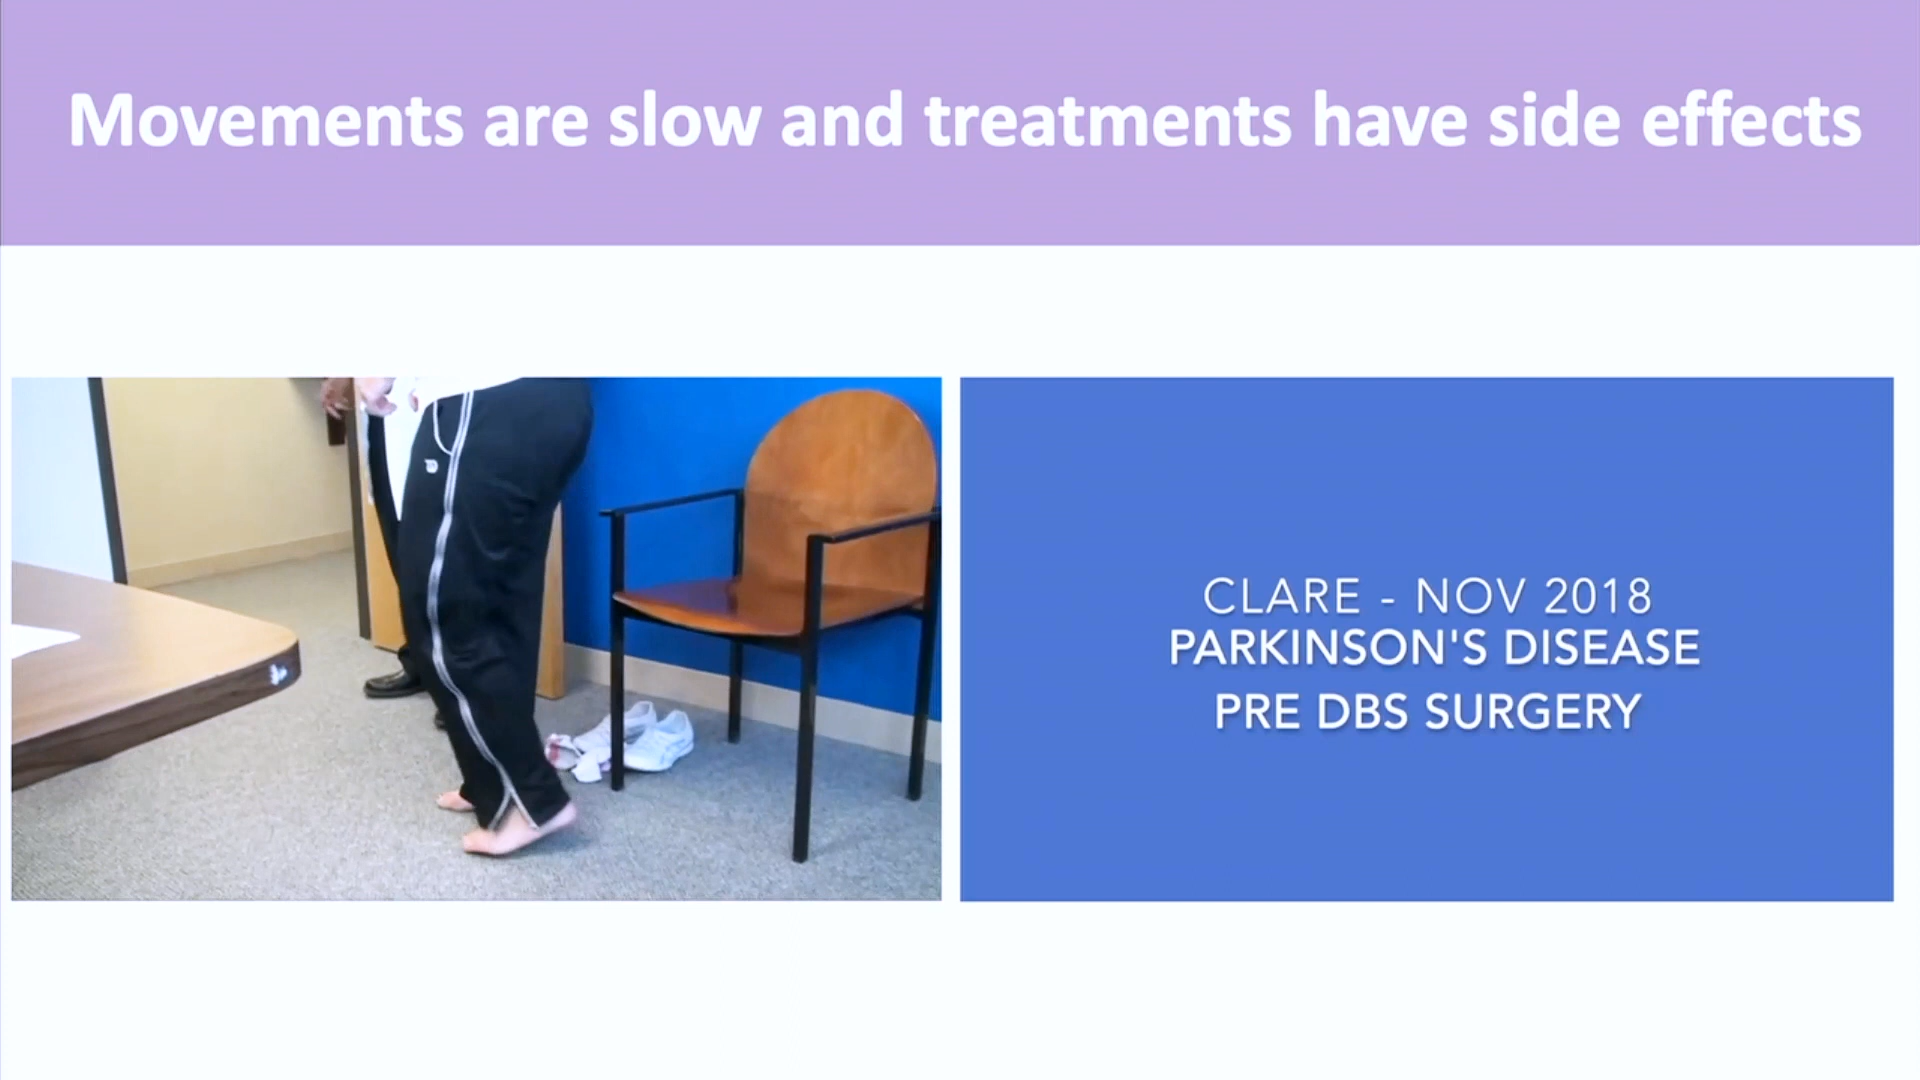 Movements are slow and treatments have side effects
CLARE - NOV 2018
PARKINSON'S DISEASE
PRE DBS SURGERY